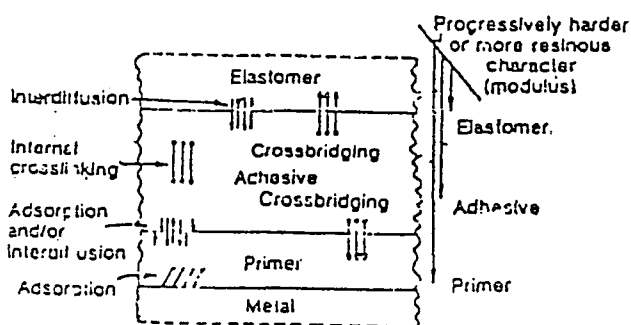 Progressively harder
or more resinous
character
(modulus)
Elastomer
Interdiffusion
Elastomer
Crossbridging
Internal
crosslinking
Adhesive
Crossbridging
Adsorption
and/or
interdiffusion
Adhesive
Primer
Adsorption
Primer
Metal